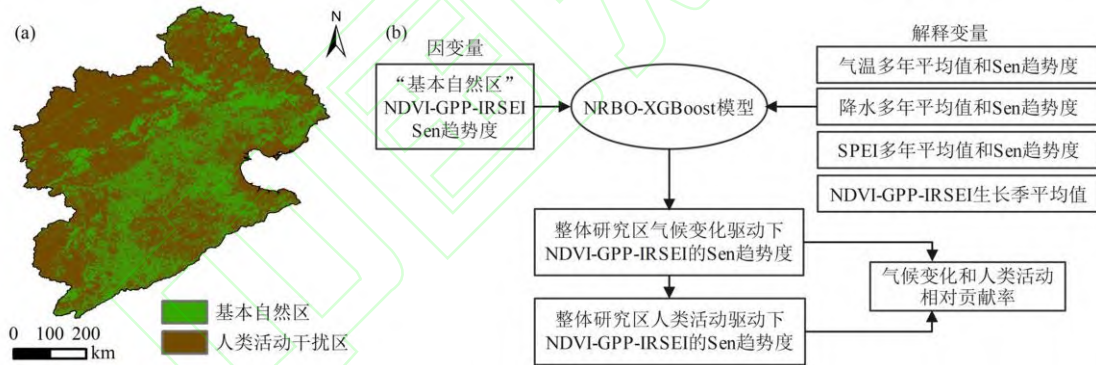 (a)
N
基本自然区
人类活动干扰区
0 100 200
km
(b)
因变量
“基本自然区”
NDVI-GPP-IRSEI
Sen趋势度
NRBO-XGBoost模型
解释变量
气温多年平均值和Sen趋势度
降水多年平均值和Sen趋势度
SPEI多年平均值和Sen趋势度
NDVI-GPP-IRSEI生长季平均值
整体研究区气候变化驱动下
NDVI-GPP-IRSEI的Sen趋势度
整体研究区人类活动驱动下
NDVI-GPP-IRSEI的Sen趋势度
气候变化和人类活动
相对贡献率